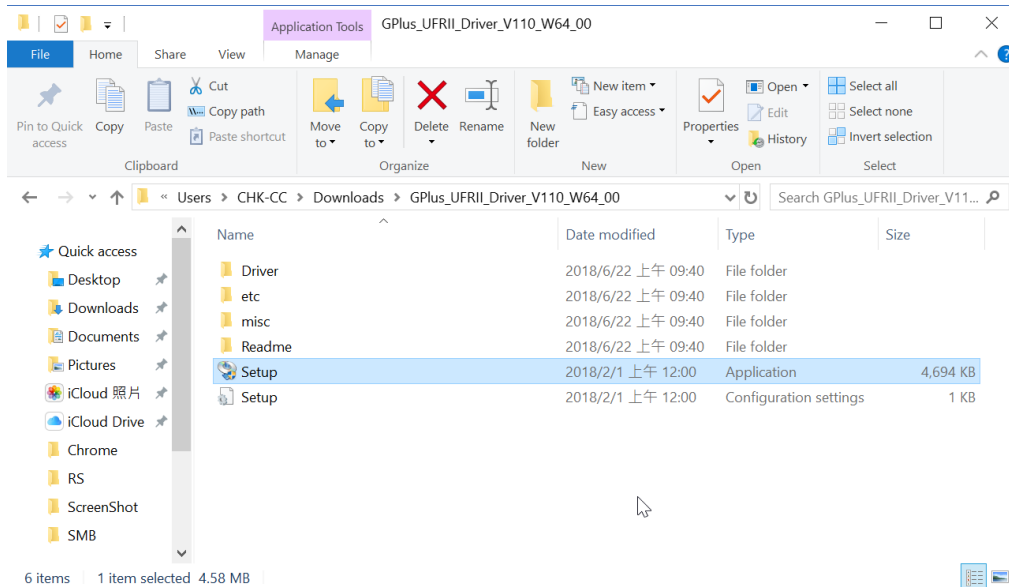 Application Tools GPlus_UFRII_Driver_V110_W64_00
File Home Share View Manage
Pin to Quick access
Copy
Paste
Cut
Copy path
Paste shortcut
Clipboard
Move to
Copy to
Delete
Rename
Organize
New folder
New item
Easy access
New
Properties
Open
Edit
History
Open
Select all
Select none
Invert selection
Select
« Users > CHK-CC > Downloads > GPlus_UFRII_Driver_V110_W64_00
Search GPlus_UFRII_Driver_V11...
Quick access
Desktop
Downloads
Documents
Pictures
iCloud 照片
iCloud Drive
Chrome
RS
ScreenShot
SMB
Name Date modified Type Size
Driver 2018/6/22 上午 09:40 File folder
etc 2018/6/22 上午 09:40 File folder
misc 2018/6/22 上午 09:40 File folder
Readme 2018/6/22 上午 09:40 File folder
Setup 2018/2/1 上午 12:00 Application 4,694 KB
Setup 2018/2/1 上午 12:00 Configuration settings 1 KB
6 items 1 item selected 4.58 MB